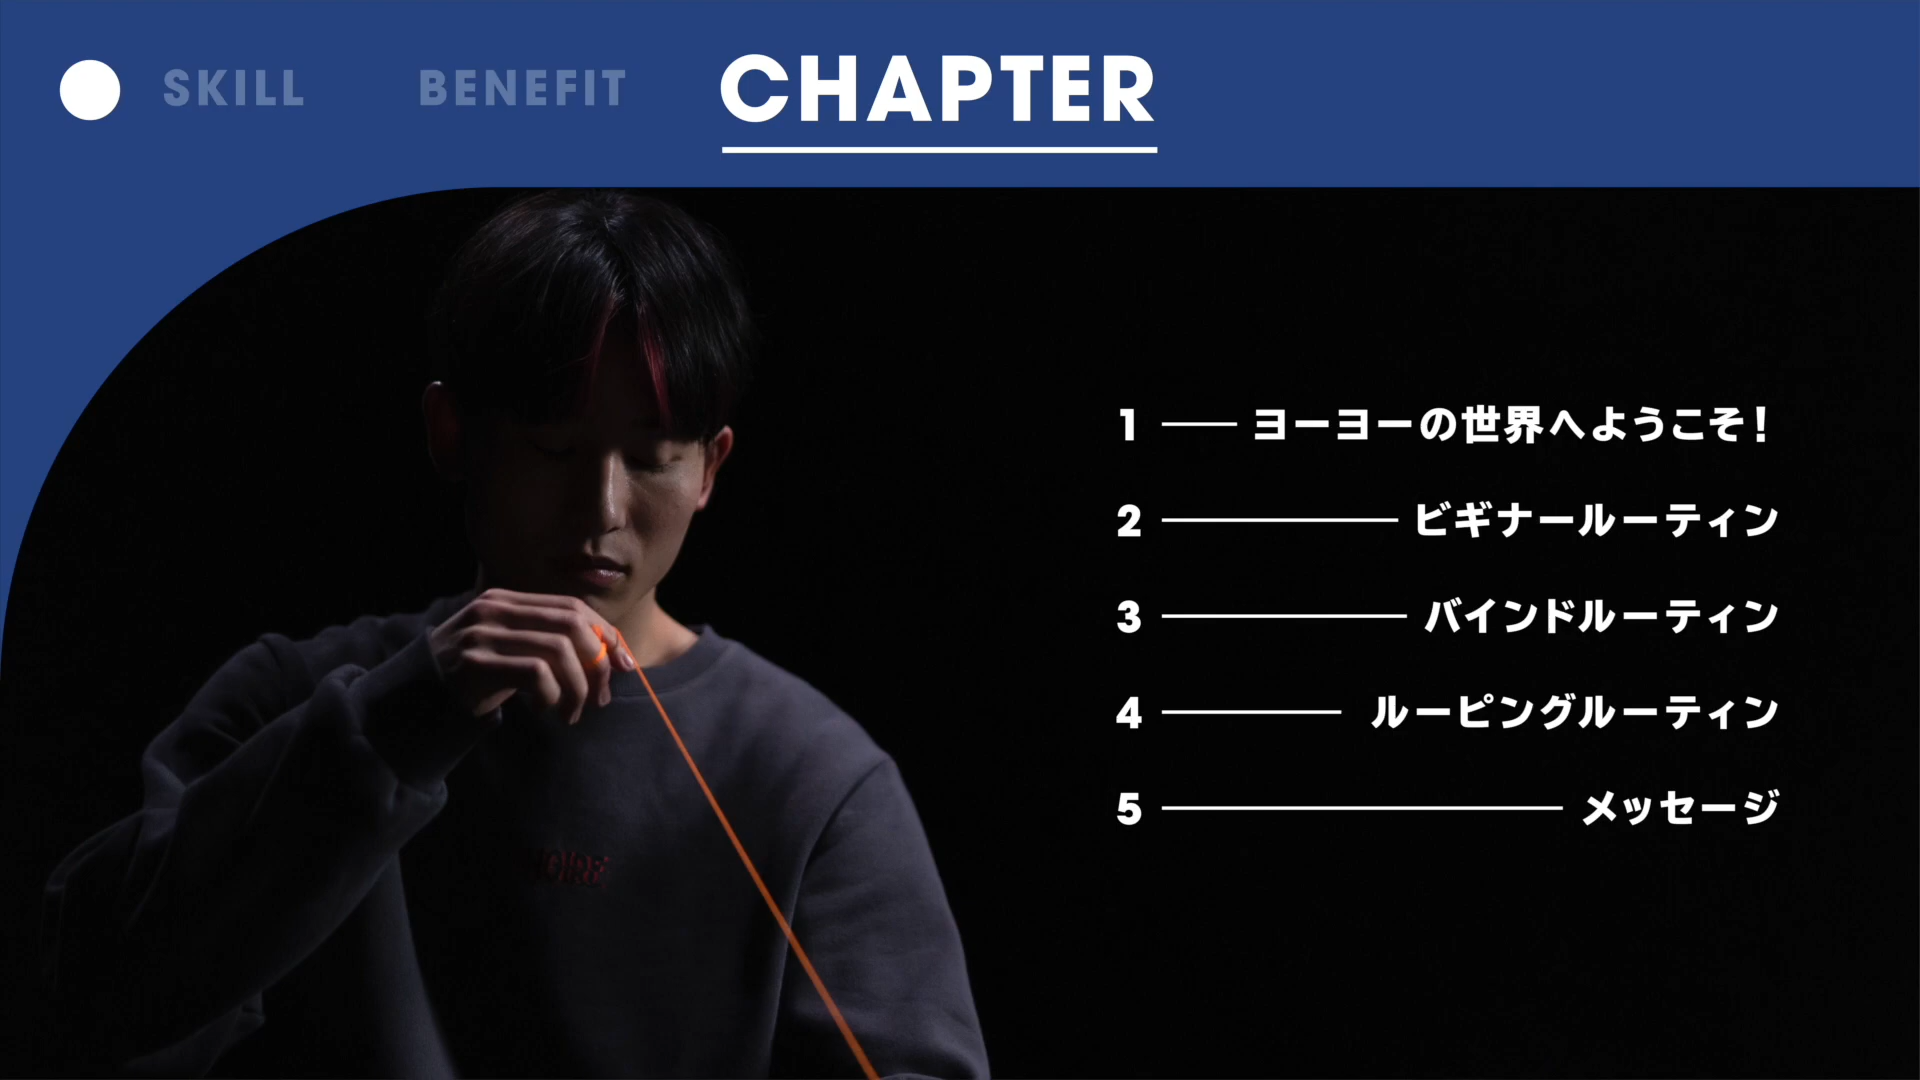 SKILL BENEFIT CHAPTER
1 ヨーヨーの世界へようこそ!
2 ビギナールーティン
3 バインドルーティン
4 ルーピングルーティン
5 メッセージ